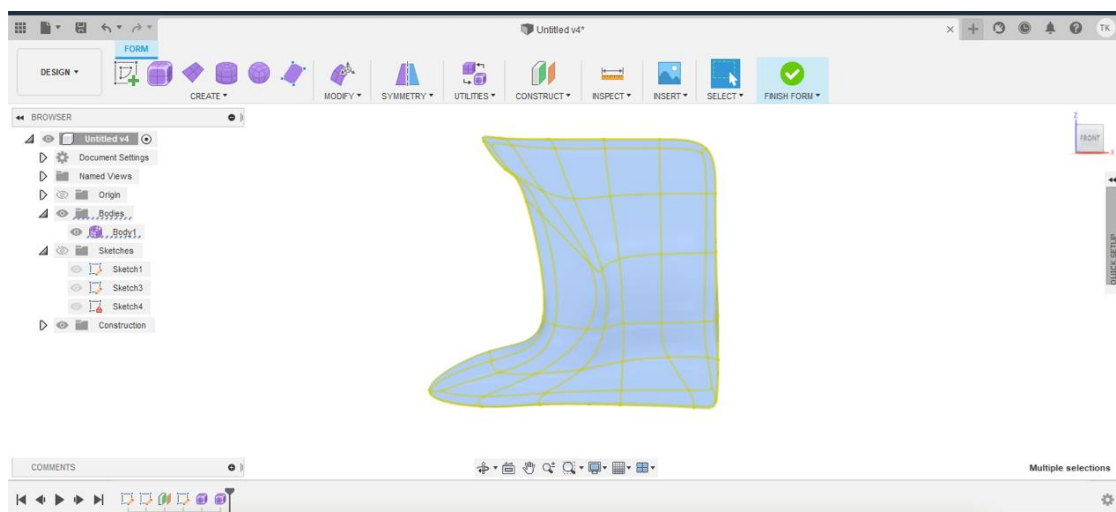 Untitled v4*
TK
FORM
DESIGN
CREATE
MODIFY
SYMMETRY
UTILITIES
CONSTRUCT
INSPECT
INSERT
SELECT
FINISH FORM
BROWSER
Untitled v4
Document Settings
Named Views
Origin
Bodies
Body1
Sketches
Sketch1
Sketch3
Sketch4
Construction
Z
FRONT
X
QUICK SETUP
COMMENTS
Multiple selections